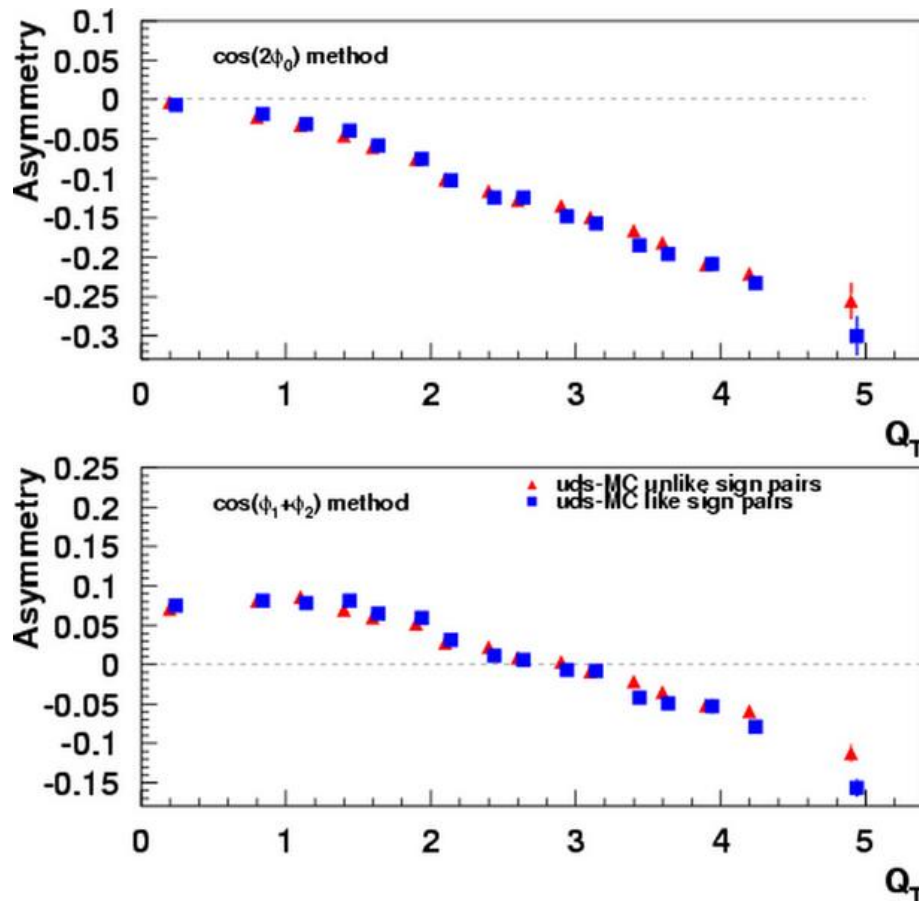 Asymmetry
0.1
0.05
0
-0.05
-0.1
-0.15
-0.2
-0.25
-0.3
cos(2ϕ₀) method
0 1 2 3 4 5
Q_T
Asymmetry
0.25
0.2
0.15
0.1
0.05
0
-0.05
-0.1
-0.15
cos(ϕ₁+ϕ₂) method
uds-MC unlike sign pairs
uds-MC like sign pairs
0 1 2 3 4 5
Q_T